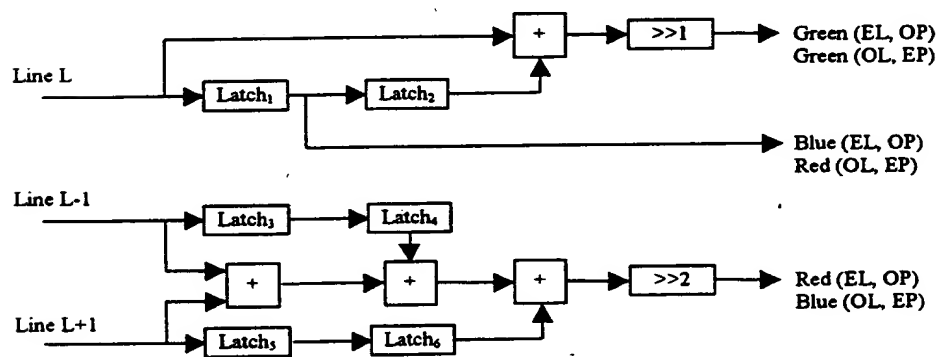 +
>>1
Green (EL, OP)
Green (OL, EP)
Line L
Latch₁
Latch₂
Blue (EL, OP)
Red (OL, EP)
Line L-1
Latch₃
Latch₄
+
+
+
>>2
Red (EL, OP)
Blue (OL, EP)
Line L+1
Latch₅
Latch₆